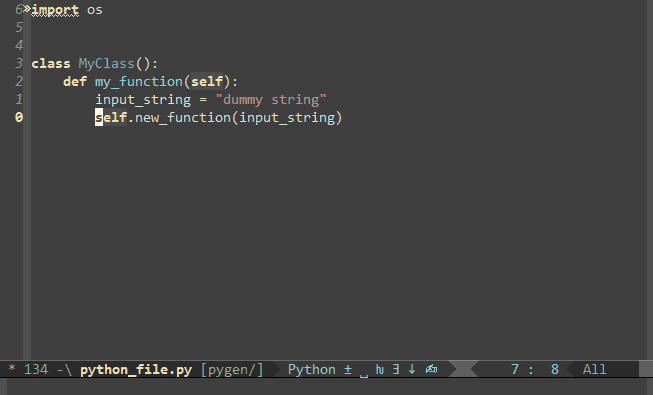 6»import os
5
4
3 class MyClass():
2     def my_function(self):
1         input_string = "dummy string"
0         self.new_function(input_string)
* 134 -\ python_file.py [pygen/] Python ± ␣ ㏑ ∃ ↓ ✍ 7: 8 All